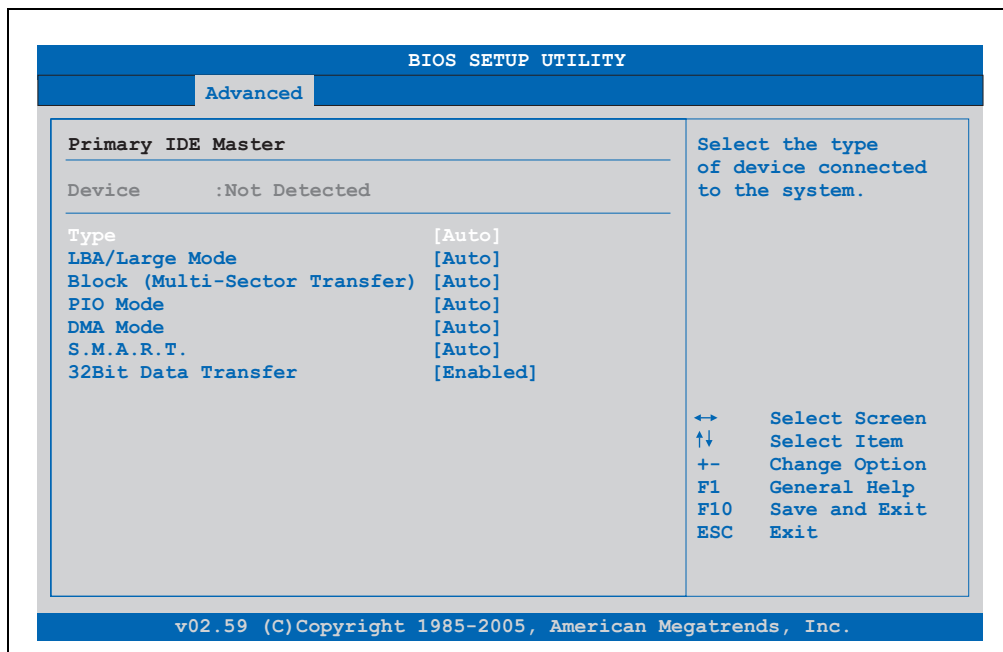 BIOS SETUP UTILITY
Advanced
Primary IDE Master
Device :Not Detected
Type [Auto]
LBA/Large Mode [Auto]
Block (Multi-Sector Transfer) [Auto]
PIO Mode [Auto]
DMA Mode [Auto]
S.M.A.R.T. [Auto]
32Bit Data Transfer [Enabled]
Select the type
of device connected
to the system.
↔ Select Screen
↑↓ Select Item
+- Change Option
F1 General Help
F10 Save and Exit
ESC Exit
v02.59 (C)Copyright 1985-2005, American Megatrends, Inc.